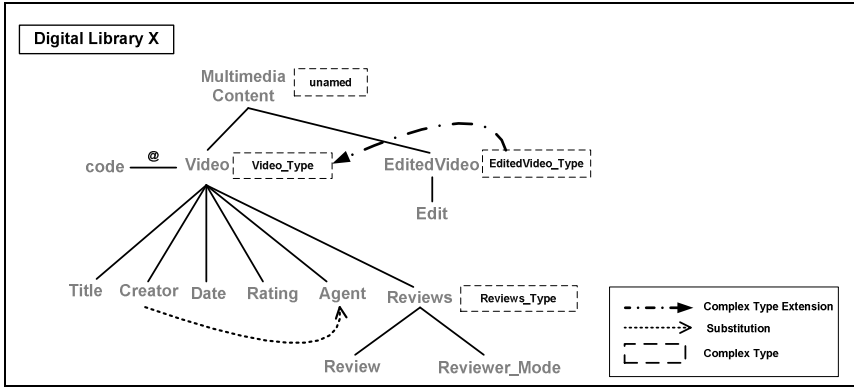 Digital Library X
Multimedia
Content
unamed
code
@
Video
Video_Type
EditedVideo
EditedVideo_Type
Edit
Title
Creator
Date
Rating
Agent
Reviews
Reviews_Type
Review
Reviewer_Mode
Complex Type Extension
Substitution
Complex Type